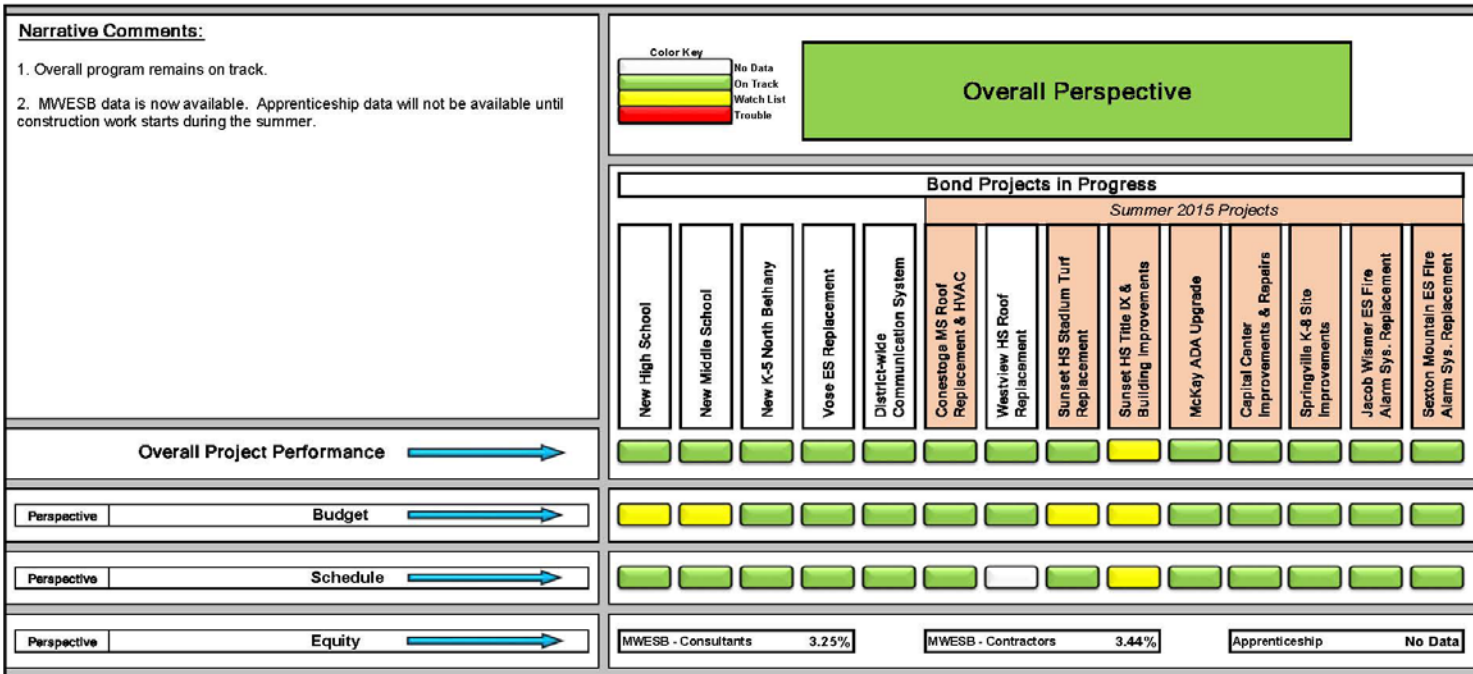 Narrative Comments:
1. Overall program remains on track.
2. MWESB data is now available. Apprenticeship data will not be available until
construction work starts during the summer.
Color Key
No Data
On Track
Watch List
Trouble
Overall Perspective
Bond Projects in Progress
Summer 2015 Projects
New High School
New Middle School
New K-5 North Bethany
Vose ES Replacement
District-wide
Communication System
Conestoga MS Roof
Replacement & HVAC
Westview HS Roof
Replacement
Sunset HS Stadium Turf
Replacement
Sunset HS Title IX &
Building Improvements
McKay ADA Upgrade
Capital Center
Improvements & Repairs
Springville K-8 Site
Improvements
Jacob Wismer ES Fire
Alarm Sys. Replacement
Sexton Mountain ES Fire
Alarm Sys. Replacement
Overall Project Performance
Perspective Budget
Perspective Schedule
Perspective Equity
MWESB - Consultants 3.25%
MWESB - Contractors 3.44%
Apprenticeship No Data